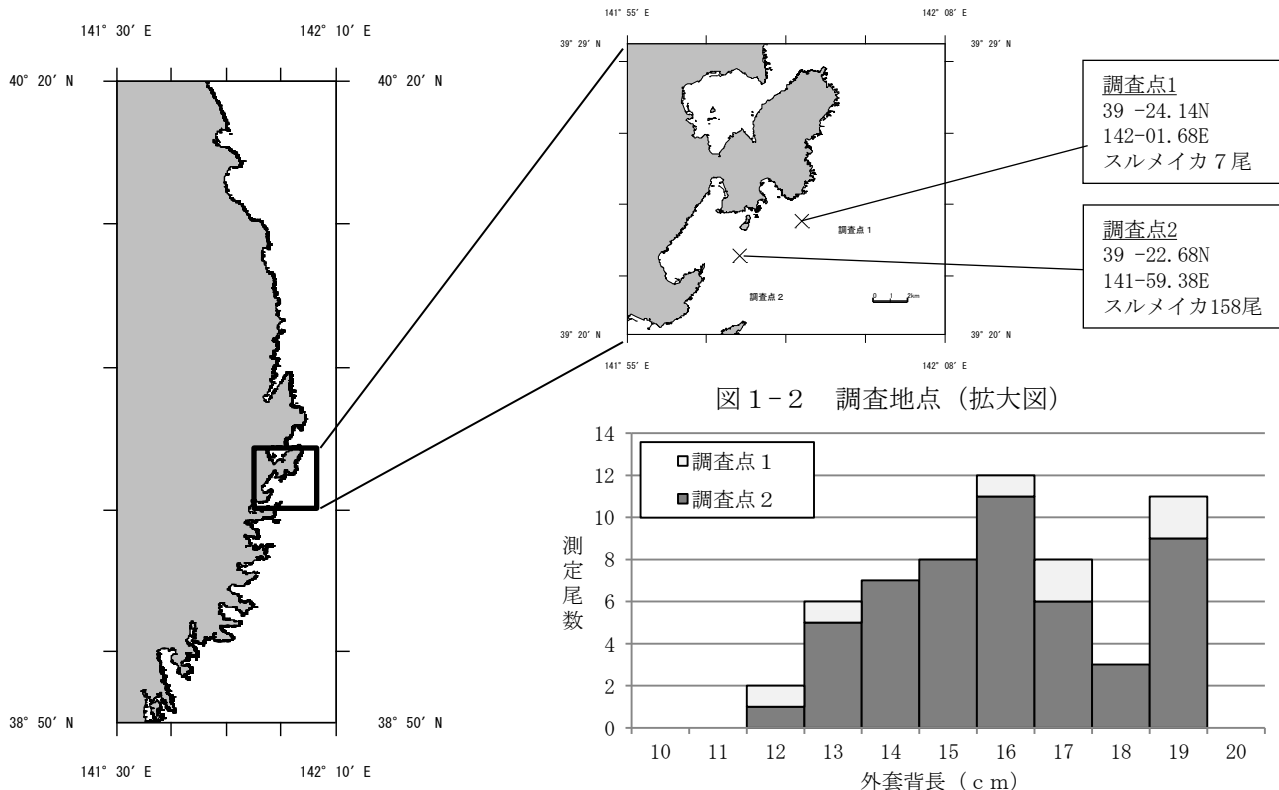 141° 30′ E
142° 10′ E
40° 20′ N
40° 20′ N
38° 50′ N
38° 50′ N
141° 30′ E
142° 10′ E
141° 55′ E
142° 08′ E
39° 29′ N
39° 29′ N
調査点１
調査点２
0 1 2km
39° 20′ N
39° 20′ N
141° 55′ E
142° 08′ E
調査点1
39 -24.14N
142-01.68E
スルメイカ７尾
調査点2
39 -22.68N
141-59.38E
スルメイカ158尾
図１-２ 調査地点（拡大図）
調査点１
調査点２
測定尾数
14
12
10
8
6
4
2
0
10 11 12 13 14 15 16 17 18 19 20
外套背長（ｃｍ）